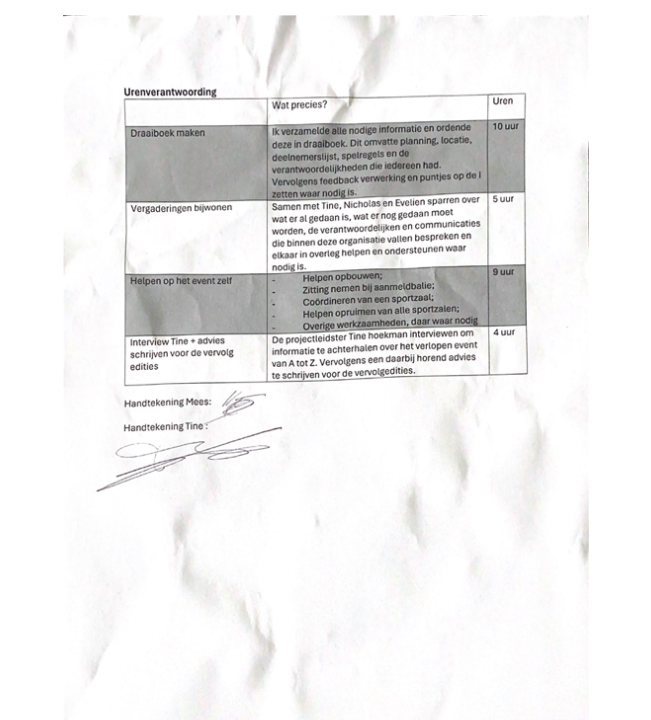 Urenverantwoording
Wat precies?
Uren
Draaiboek maken
Ik verzamelde alle nodige informatie en ordende
10 uur
deze in draaiboek. Dit omvatte planning, locatie,
deelnemerslijst, spelregels en de
verantwoordelijkheden die iedereen had.
Vervolgens feedback verwerking en puntjes op de I
zetten waar nodig is.
Vergaderingen bijwonen
Samen met Tine, Nicholas en Evelien sparren over
5 uur
wat er al gedaan is, wat er nog gedaan moet
worden, de verantwoordelijken en communicaties
die binnen deze organisatie vallen bespreken en
elkaar in overleg helpen en ondersteunen waar
nodig is.
Helpen op het event zelf
- Helpen opbouwen;
9 uur
- Zitting nemen bij aanmeldbalie;
- Coördineren van een sportzaal;
- Helpen opruimen van alle sportzalen;
- Overige werkzaamheden, daar waar nodig
Interview Tine + advies
schrijven voor de vervolg
edities
De projectleidster Tine hoekman interviewen om
4 uur
informatie te achterhalen over het verlopen event
van A tot Z. Vervolgens een daarbij horend advies
te schrijven voor de vervolgedities.
Handtekening Mees:
Handtekening Tine :